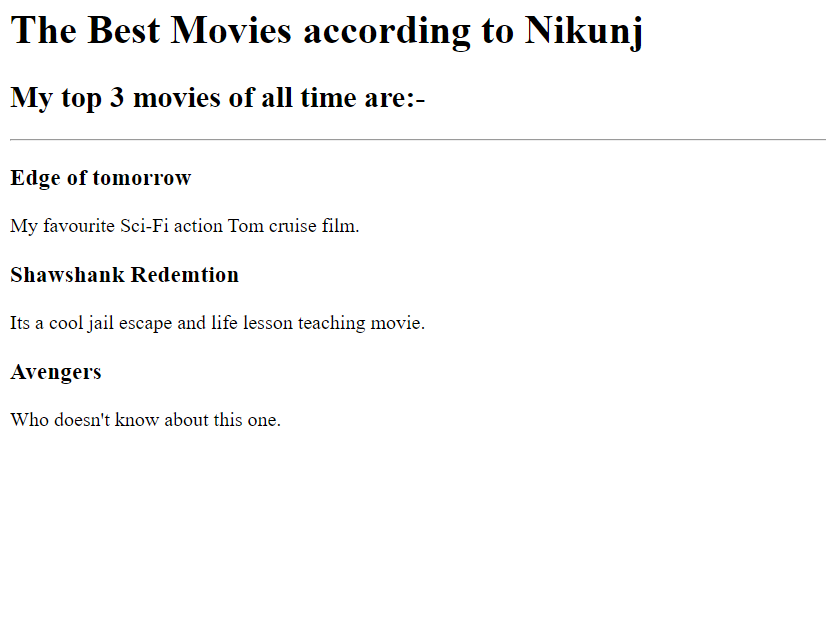 The Best Movies according to Nikunj
My top 3 movies of all time are:-
Edge of tomorrow
My favourite Sci-Fi action Tom cruise film.
Shawshank Redemtion
Its a cool jail escape and life lesson teaching movie.
Avengers
Who doesn't know about this one.